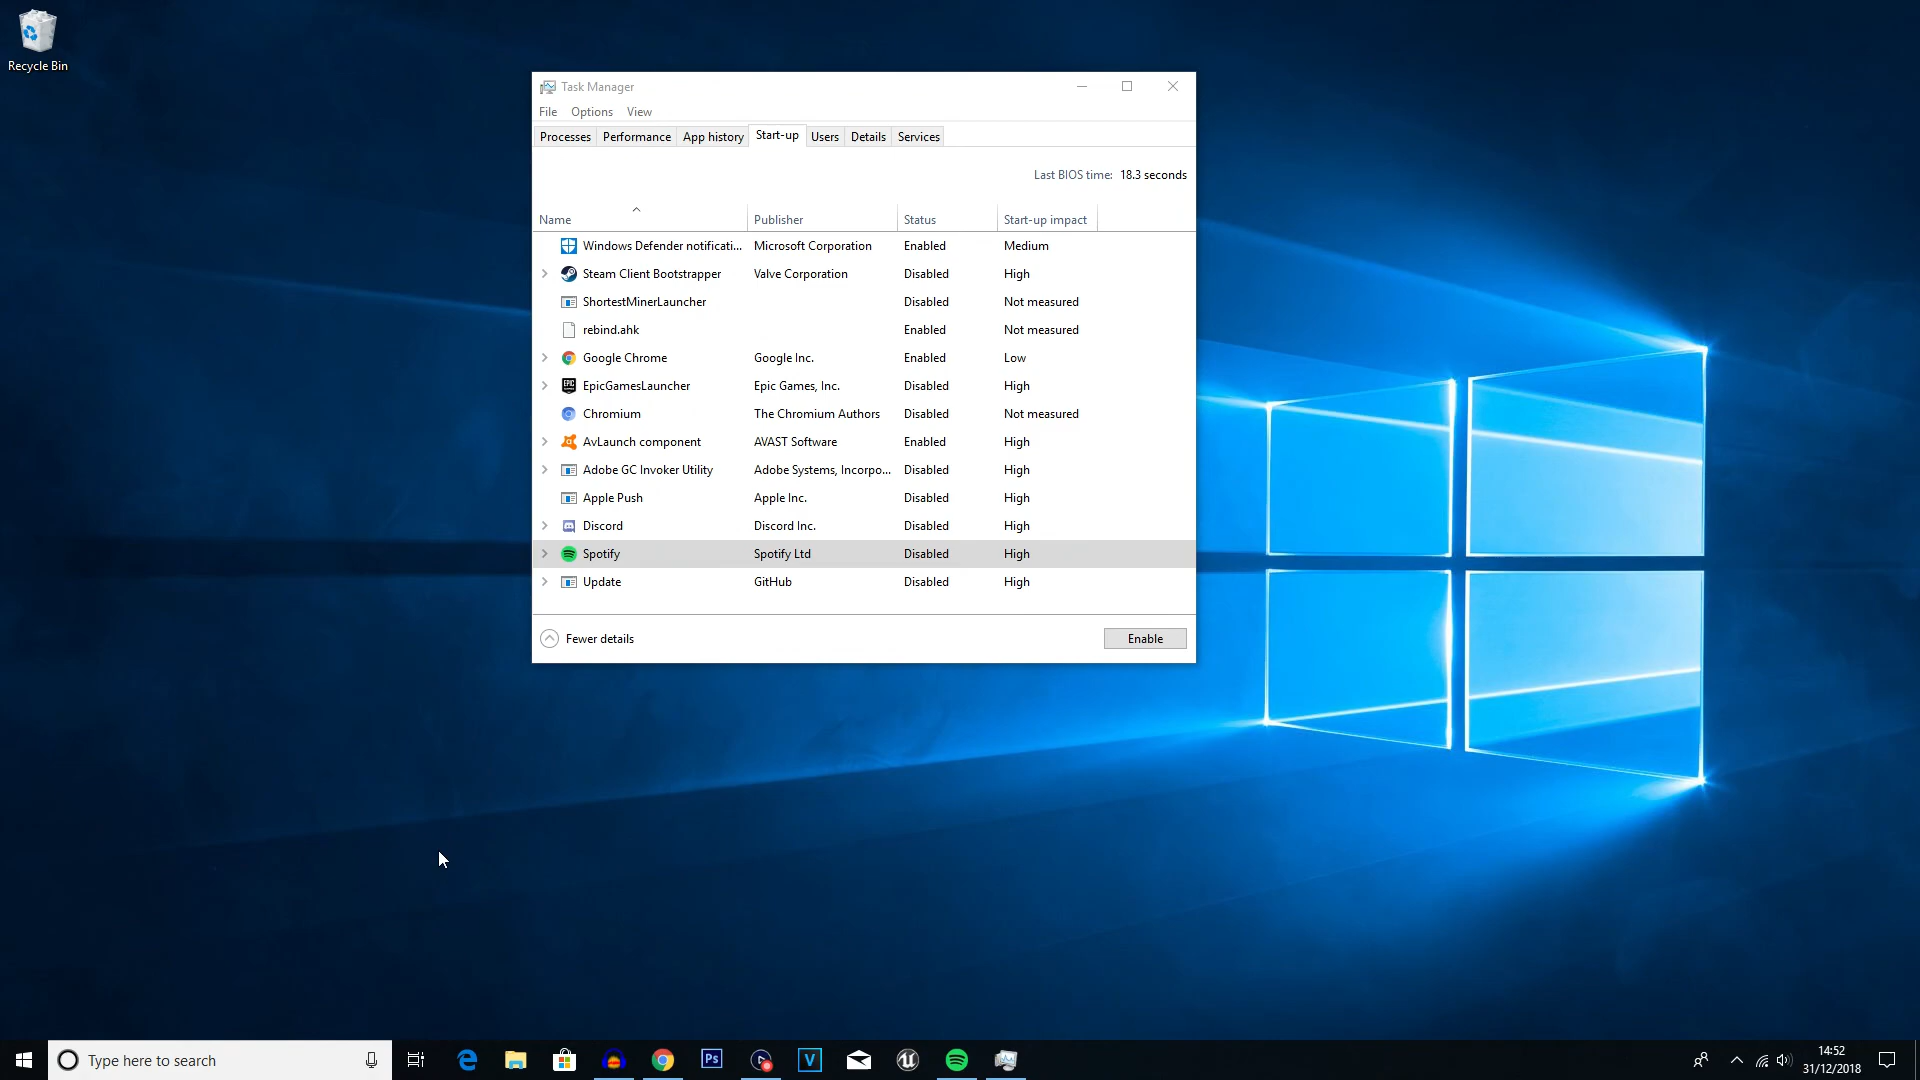 Recycle Bin
Task Manager
File Options View
Processes Performance App history Start-up Users Details Services
Last BIOS time: 18.3 seconds
Name Publisher Status Start-up impact
Windows Defender notificati... Microsoft Corporation Enabled Medium
Steam Client Bootstrapper Valve Corporation Disabled High
ShortestMinerLauncher Disabled Not measured
rebind.ahk Enabled Not measured
Google Chrome Google Inc. Enabled Low
EPIC EpicGamesLauncher Epic Games, Inc. Disabled High
Chromium The Chromium Authors Disabled Not measured
AvLaunch component AVAST Software Enabled High
Adobe GC Invoker Utility Adobe Systems, Incorpo... Disabled High
Apple Push Apple Inc. Disabled High
Discord Discord Inc. Disabled High
Spotify Spotify Ltd Disabled High
Update GitHub Disabled High
Fewer details Enable
Type here to search Ps V 14:52
31/12/2018